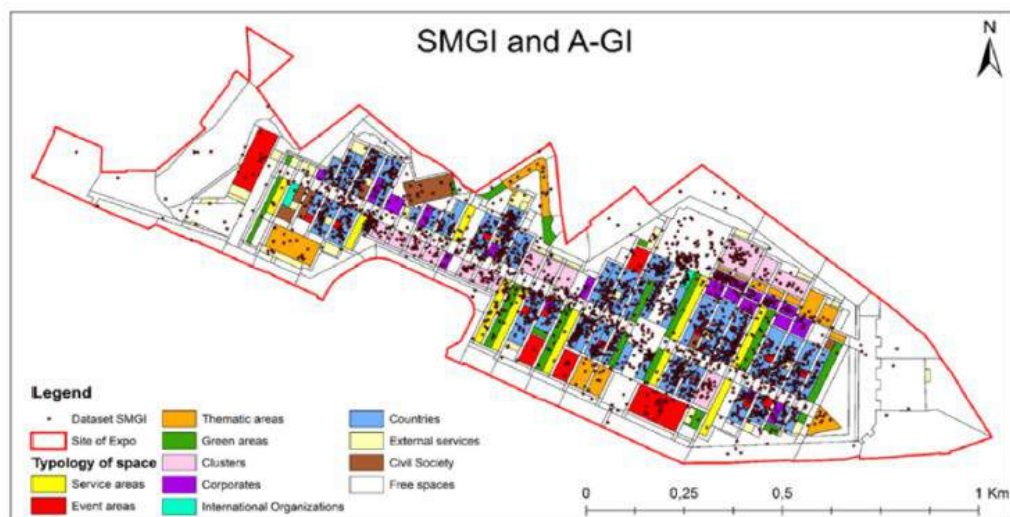 SMGI and A-GI
N
Legend
Dataset SMGI
Site of Expo
Typology of space
Service areas
Event areas
Thematic areas
Green areas
Clusters
Corporates
International Organizations
Countries
External services
Civil Society
Free spaces
0 0,25 0,5 1 Km